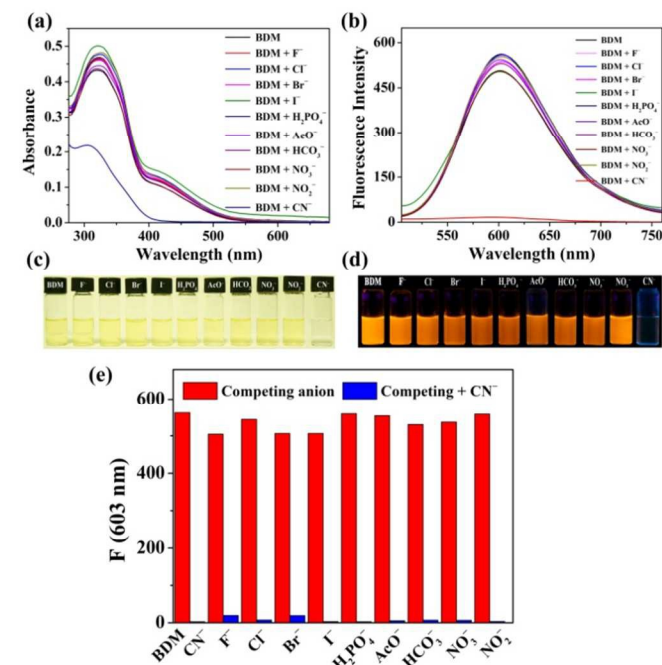 (a)
0.5
0.4
0.3
0.2
0.1
0.0
300 400 500 600
Absorbance
Wavelength (nm)
BDM
BDM + F⁻
BDM + Cl⁻
BDM + Br⁻
BDM + I⁻
BDM + H₂PO₄⁻
BDM + AcO⁻
BDM + HCO₃⁻
BDM + NO₃⁻
BDM + NO₂⁻
BDM + CN⁻
(b)
600
450
300
150
0
550 600 650 700 750
Fluorescence Intensity
Wavelength (nm)
BDM
BDM + F⁻
BDM + Cl⁻
BDM + Br⁻
BDM + I⁻
BDM + H₂PO₄⁻
BDM + AcO⁻
BDM + HCO₃⁻
BDM + NO₃⁻
BDM + NO₂⁻
BDM + CN⁻
(c)
BDM F⁻ Cl⁻ Br⁻ I⁻ H₂PO₄⁻ AcO⁻ HCO₃⁻ NO₃⁻ NO₂⁻ CN⁻
(d)
BDM F⁻ Cl⁻ Br⁻ I⁻ H₂PO₄⁻ AcO⁻ HCO₃⁻ NO₃⁻ NO₂⁻ CN⁻
(e)
Competing anion Competing + CN⁻
600
400
200
0
F (603 nm)
BDM CN⁻ F⁻ Cl⁻ Br⁻ I⁻ H₂PO₄⁻ AcO⁻ HCO₃⁻ NO₃⁻ NO₂⁻